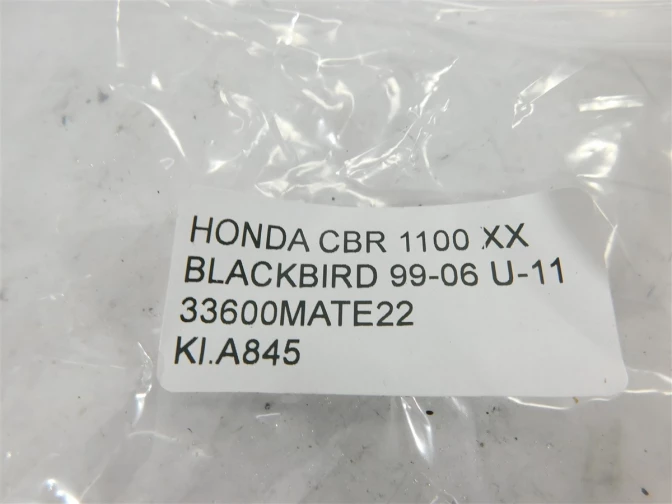 HONDA CBR 1100 XX
BLACKBIRD 99-06 U-11
33600MATE22
KI.A845